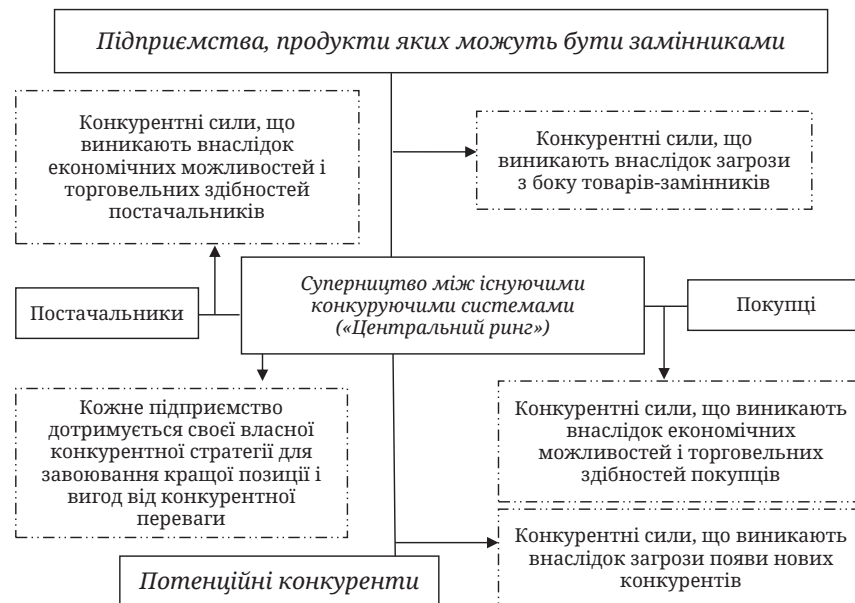 Підприємства, продукти яких можуть бути замінниками
Конкурентні сили, що
виникають внаслідок
економічних можливостей і
торговельних здібностей
постачальників
Конкурентні сили, що
виникають внаслідок загрози
з боку товарів-замінників
Постачальники
Суперництво між існуючими
конкуруючими системами
(«Центральний ринг»)
Покупці
Кожне підприємство
дотримується своєї власної
конкурентної стратегії для
завоювання кращої позиції і
вигод від конкурентної
переваги
Конкурентні сили, що виникають
внаслідок економічних
можливостей і торговельних
здібностей покупців
Конкурентні сили, що виникають
внаслідок загрози появи нових
конкурентів
Потенційні конкуренти